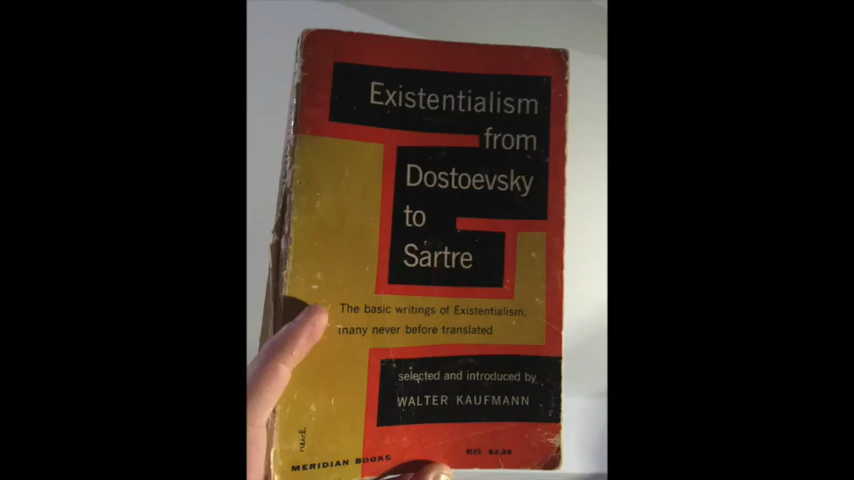 Existentialism
from
Dostoevsky
to
Sartre
The basic writings of Existentialism,
many never before translated
selected and introduced by
WALTER KAUFMANN
MERIDIAN BOOKS